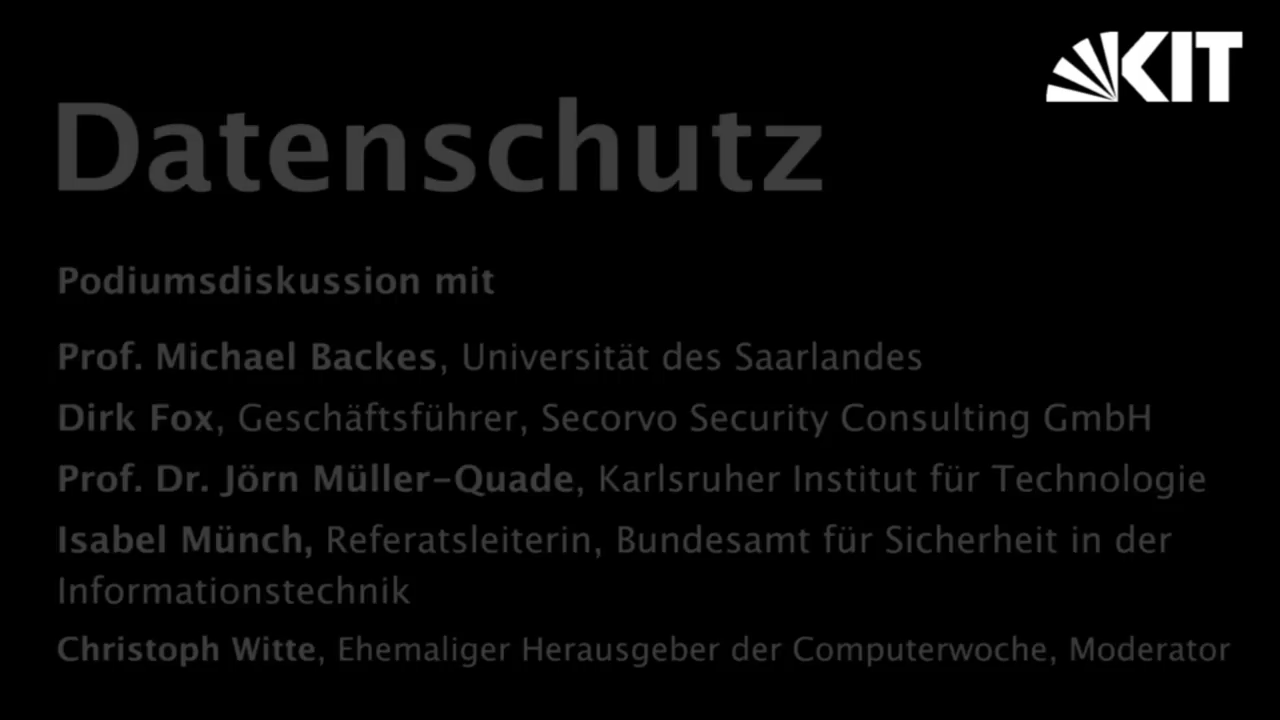 KIT
Datenschutz
Podiumsdiskussion mit
Prof. Michael Backes, Universität des Saarlandes
Dirk Fox, Geschäftsführer, Secorvo Security Consulting GmbH
Prof. Dr. Jörn Müller-Quade, Karlsruher Institut für Technologie
Isabel Münch, Referatsleiterin, Bundesamt für Sicherheit in der
Informationstechnik
Christoph Witte, Ehemaliger Herausgeber der Computerwoche, Moderator